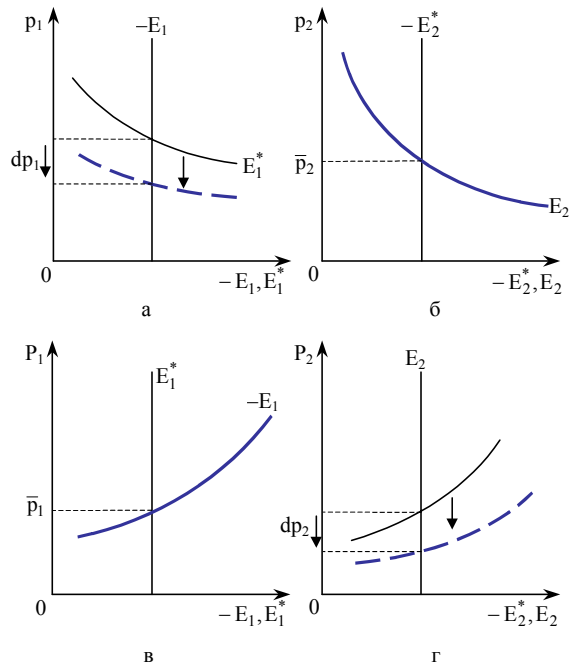 p₁
−E₁
dp₁
E₁*
0
−E₁, E₁*
а
p₂
−E₂*
p̅₂
E₂
0
−E₂*, E₂
б
P₁
E₁*
−E₁
p̅₁
0
−E₁, E₁*
в
P₂
E₂
dp₂
0
−E₂*, E₂
г